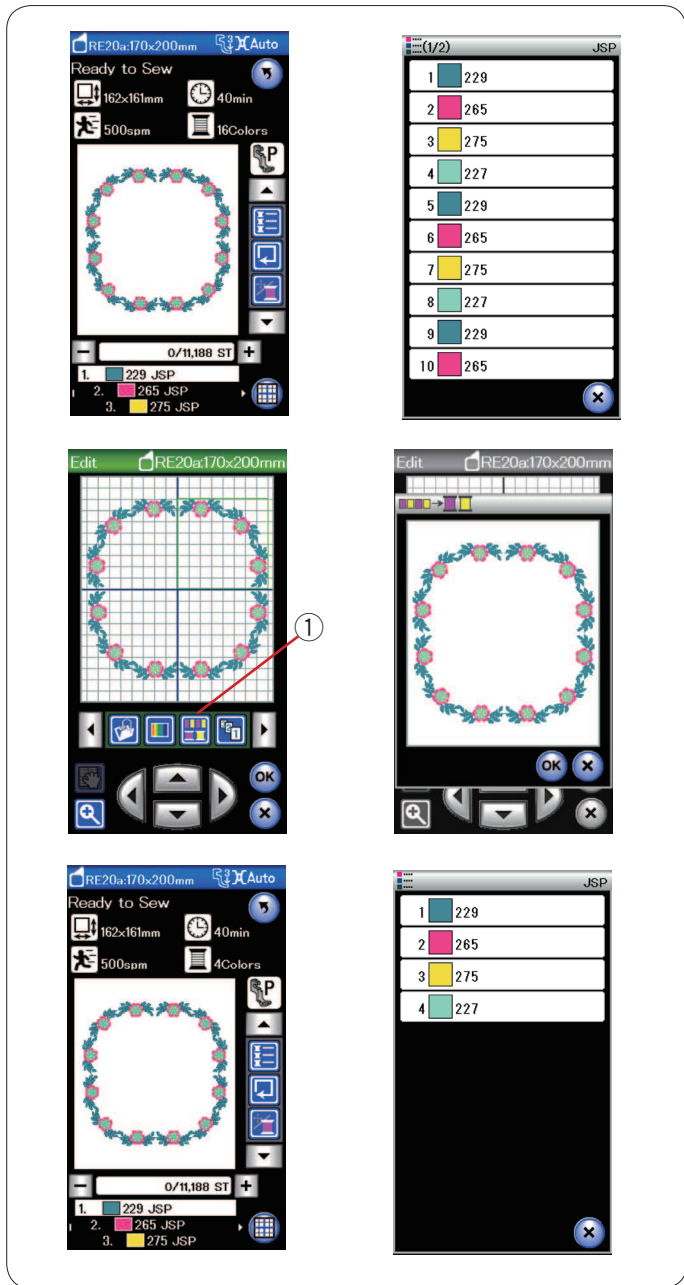 RE20a:170x200mm Auto
Ready to Sew
162x161mm 40min
500spm 16Colors
P
0/11,188 ST
1. 229 JSP
2. 265 JSP
3. 275 JSP
(1/2) JSP
1 229
2 265
3 275
4 227
5 229
6 265
7 275
8 227
9 229
10 265
Edit RE20a:170x200mm
1
OK
Edit RE20a:170x200mm
OK
RE20a:170x200mm Auto
Ready to Sew
162x161mm 40min
500spm 4Colors
P
0/11,188 ST
1. 229 JSP
2. 265 JSP
3. 275 JSP
JSP
1 229
2 265
3 275
4 227